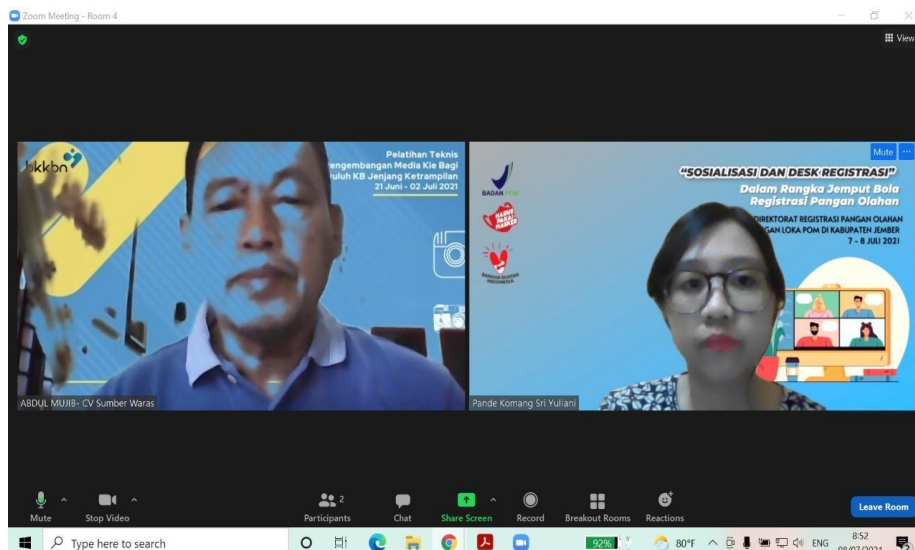 Zoom Meeting - Room 4
View
bkkbn
Pelatihan Teknis
engembangan Media Kie Bagi
uluh KB Jenjang Ketrampilan
21 Juni - 02 Juli 2021
ABDUL MUJIB- CV Sumber Waras
Mute
BADAN POM
"SOSIALISASI DAN DESK REGISTRASI"
Dalam Rangka Jemput Bola
Registrasi Pangan Olahan
DIREKTORAT REGISTRASI PANGAN OLAHAN
GAN LOKA POM DI KABUPATEN JEMBER
7 - 8 JULI 2021
Pande Komang Sri Yuliani
Mute
Stop Video
2
Participants
Chat
Share Screen
Record
Breakout Rooms
Reactions
Leave Room
Type here to search
92%
80°F
ENG
8:52
08/07/2021